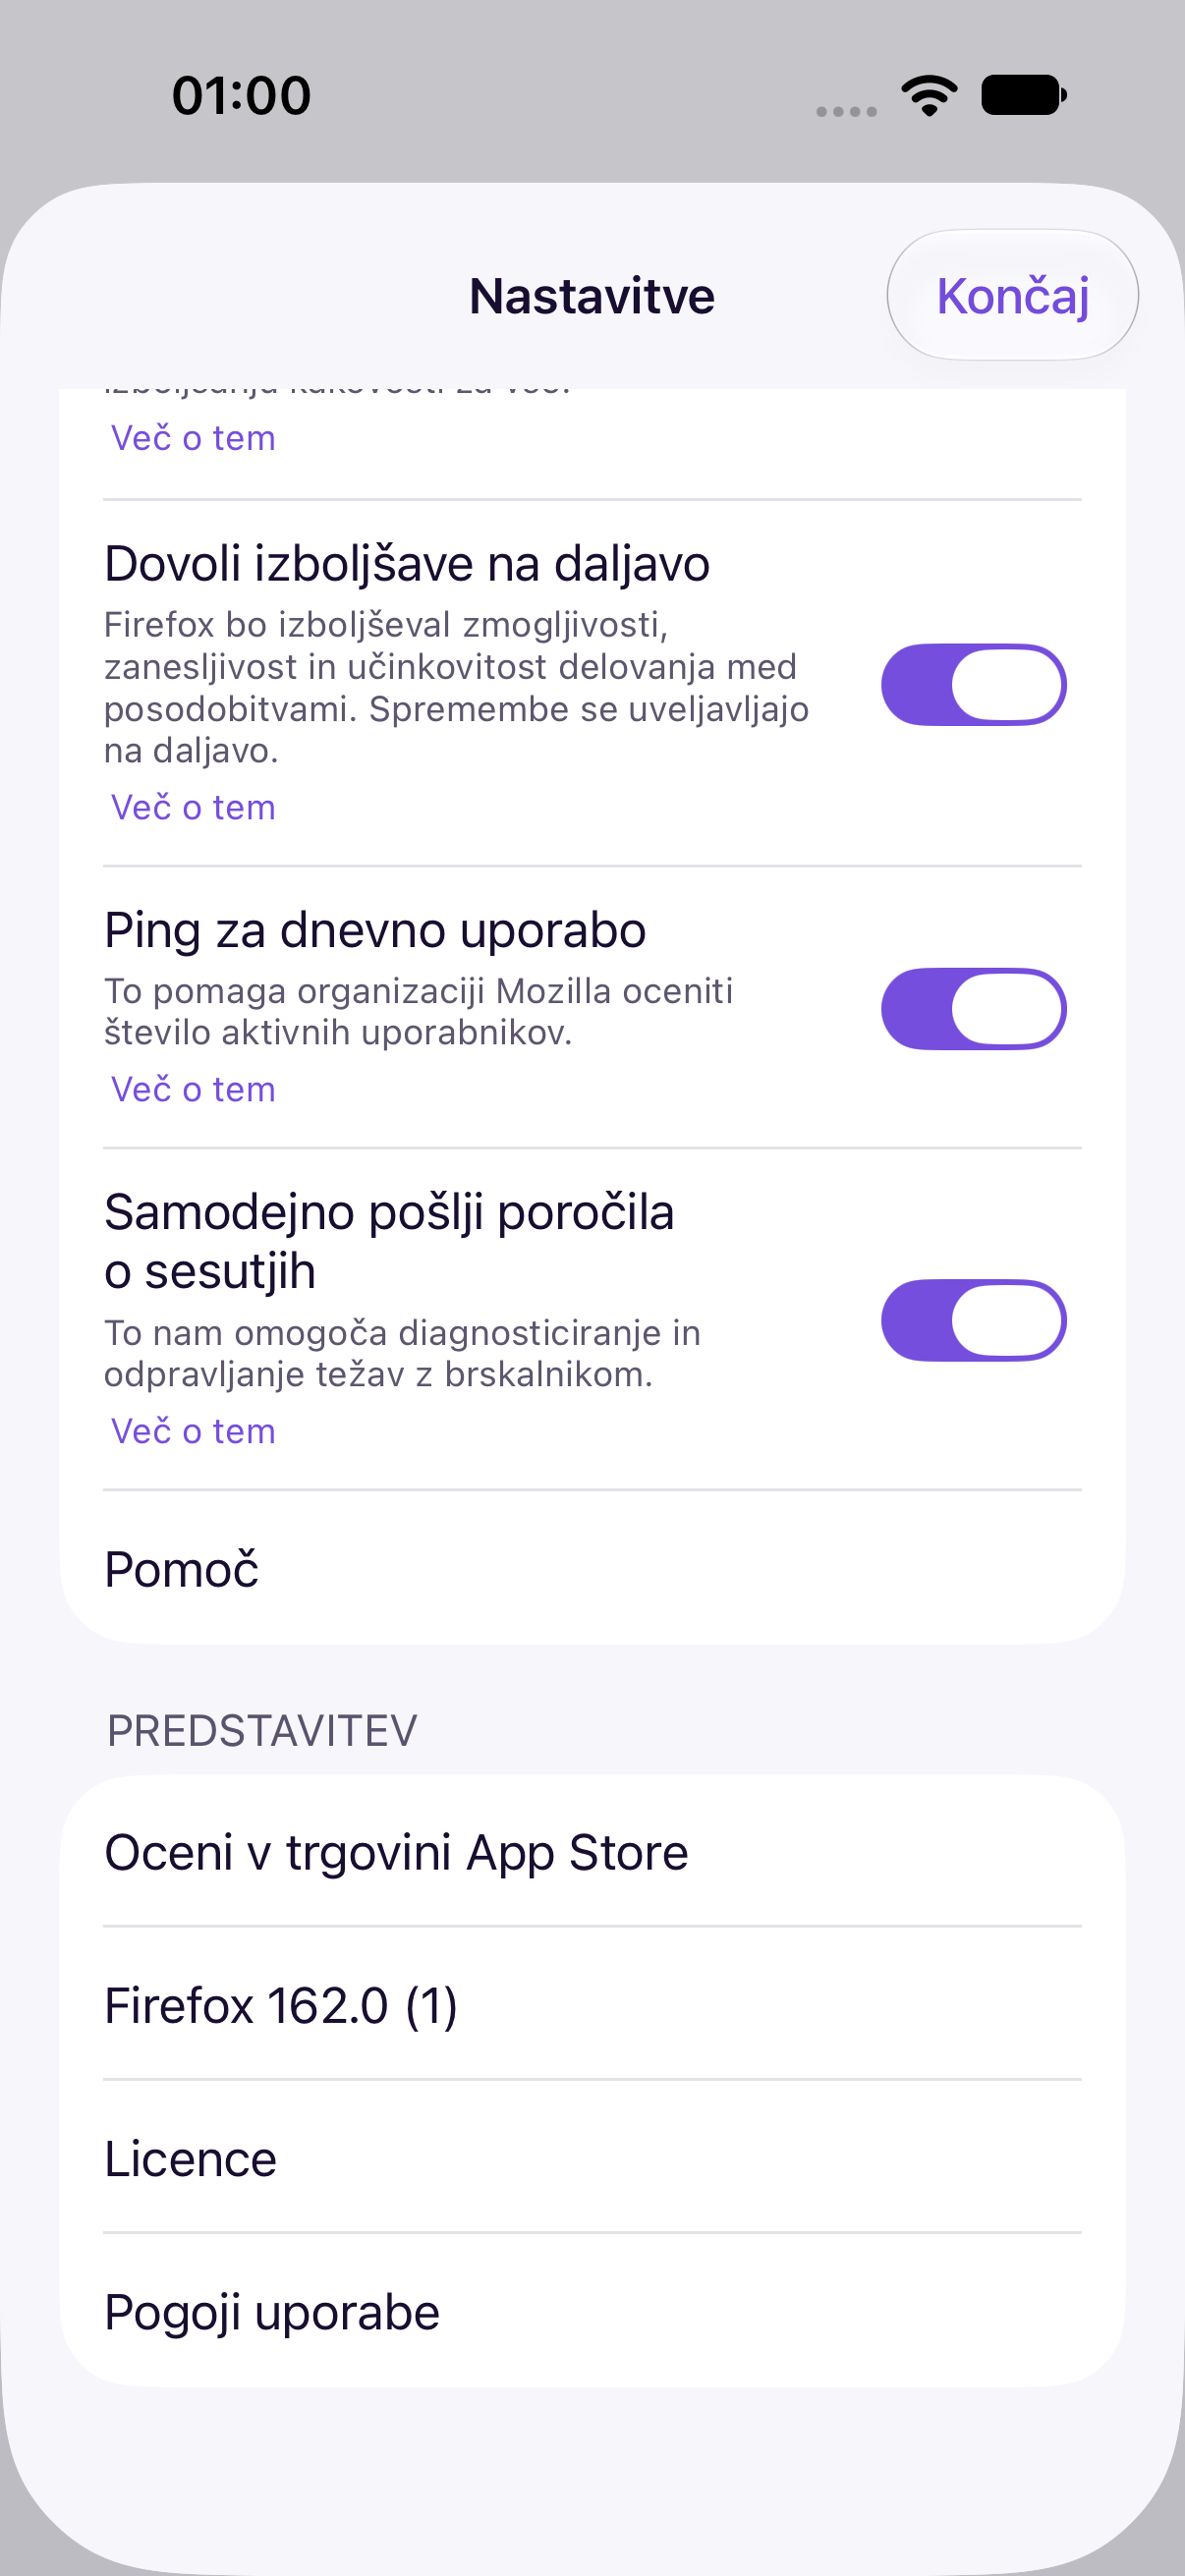 01:00
Nastavitve
Končaj
Več o tem
Dovoli izboljšave na daljavo
Firefox bo izboljševal zmogljivosti,
zanesljivost in učinkovitost delovanja med
posodobitvami. Spremembe se uveljavljajo
na daljavo.
Več o tem
Ping za dnevno uporabo
To pomaga organizaciji Mozilla oceniti
število aktivnih uporabnikov.
Več o tem
Samodejno pošlji poročila
o sesutjih
To nam omogoča diagnosticiranje in
odpravljanje težav z brskalnikom.
Več o tem
Pomoč
PREDSTAVITEV
Oceni v trgovini App Store
Firefox 162.0 (1)
Licence
Pogoji uporabe